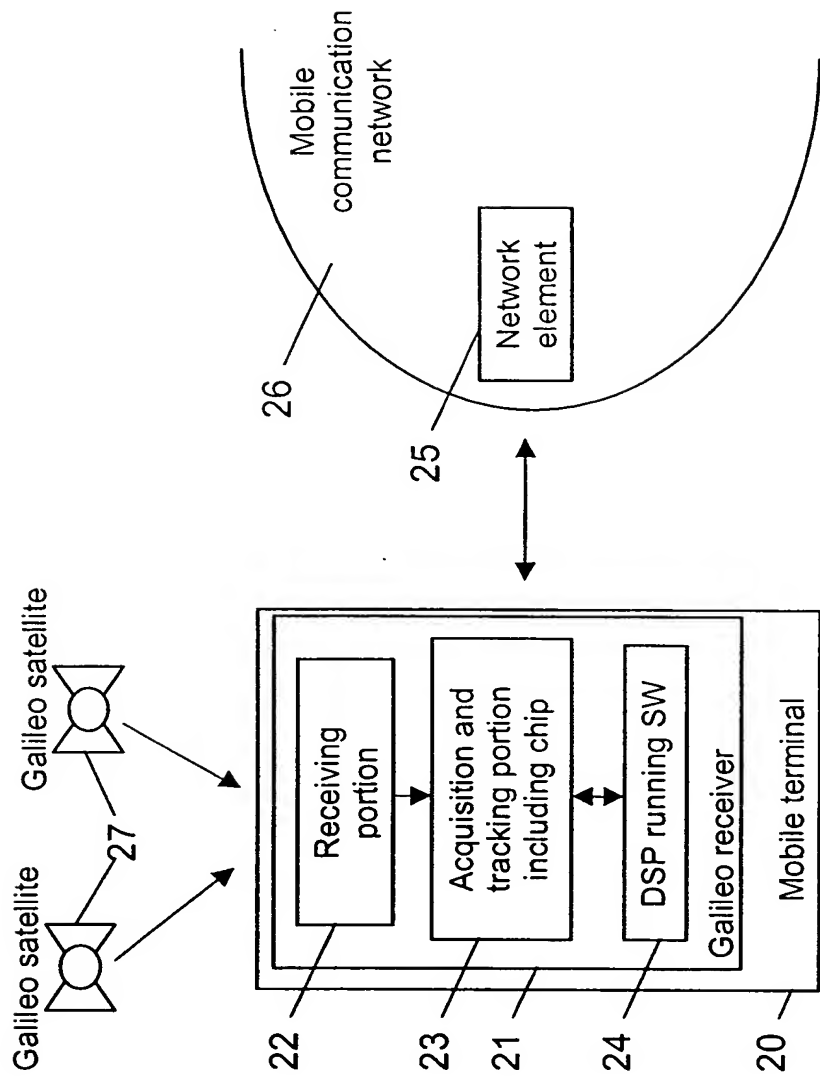 Galileo satellite
Galileo satellite
27
22
Receiving
portion
23
Acquisition and
tracking portion
including chip
21
24
DSP running SW
Galileo receiver
20
Mobile terminal
26
Mobile
communication
network
25
Network
element